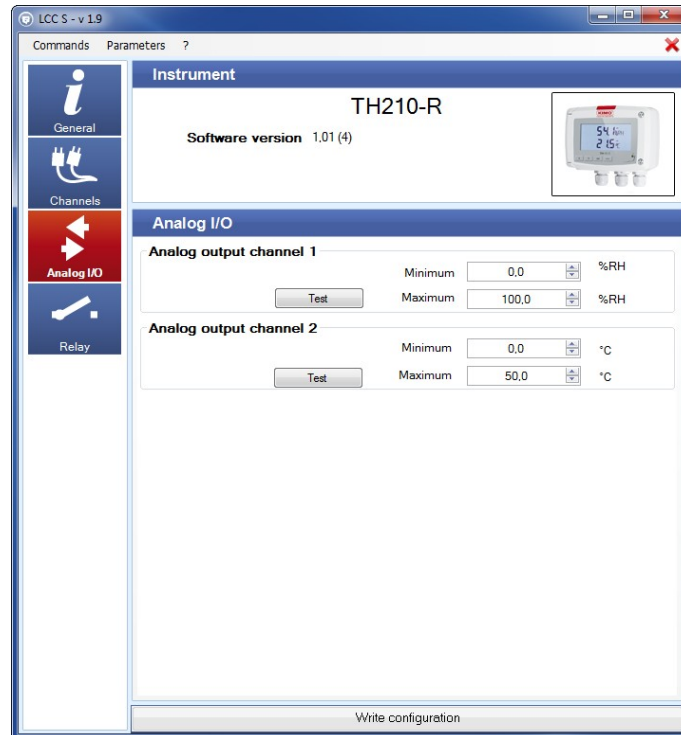 LCC S - v 1.9
Commands Parameters ?
General
Channels
Analog I/O
Relay
Instrument
TH210-R
Software version 1.01 (4)
Analog I/O
Analog output channel 1
Minimum 0,0 %RH
Test Maximum 100,0 %RH
Analog output channel 2
Minimum 0,0 °C
Test Maximum 50,0 °C
Write configuration